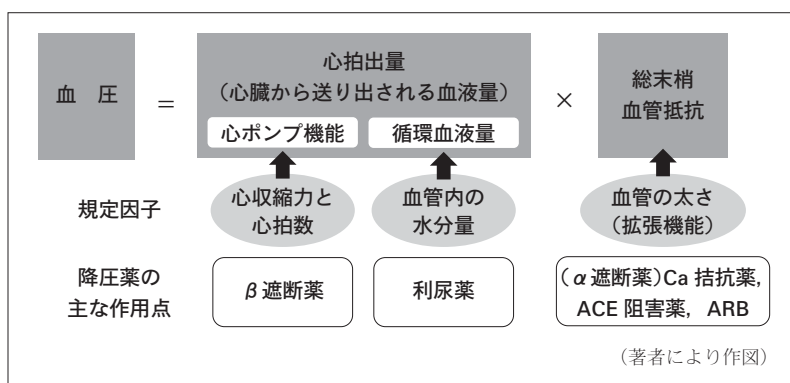 血 圧
=
心拍出量
(心臓から送り出される血液量)
心ポンプ機能
循環血液量
×
総末梢
血管抵抗
規定因子
心収縮力と
心拍数
血管内の
水分量
血管の太さ
(拡張機能)
降圧薬の
主な作用点
β遮断薬
利尿薬
(α遮断薬)Ca 拮抗薬,
ACE 阻害薬, ARB
(著者により作図)